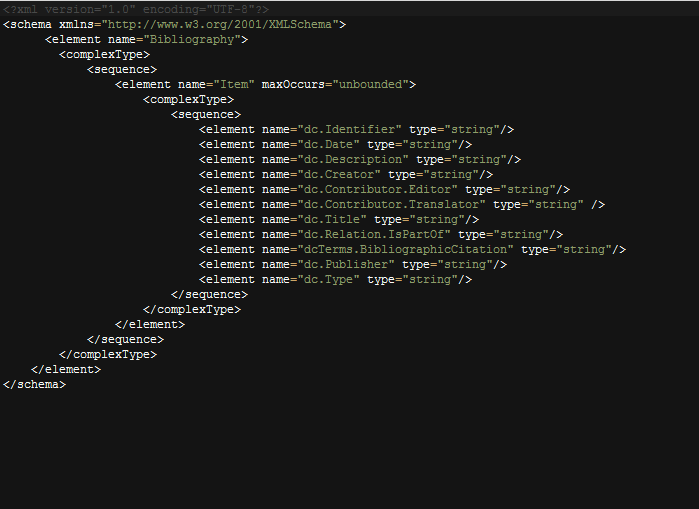 <?xml version="1.0" encoding="UTF-8"?>
<schema xmlns="http://www.w3.org/2001/XMLSchema">
<element name="Bibliography">
<complexType>
<sequence>
<element name="Item" maxOccurs="unbounded">
<complexType>
<sequence>
<element name="dc.Identifier" type="string"/>
<element name="dc.Date" type="string"/>
<element name="dc.Description" type="string"/>
<element name="dc.Creator" type="string"/>
<element name="dc.Contributor.Editor" type="string"/>
<element name="dc.Contributor.Translator" type="string" />
<element name="dc.Title" type="string"/>
<element name="dc.Relation.IsPartOf" type="string"/>
<element name="dcTerms.BibliographicCitation" type="string"/>
<element name="dc.Publisher" type="string"/>
<element name="dc.Type" type="string"/>
</sequence>
</complexType>
</element>
</sequence>
</complexType>
</element>
</schema>